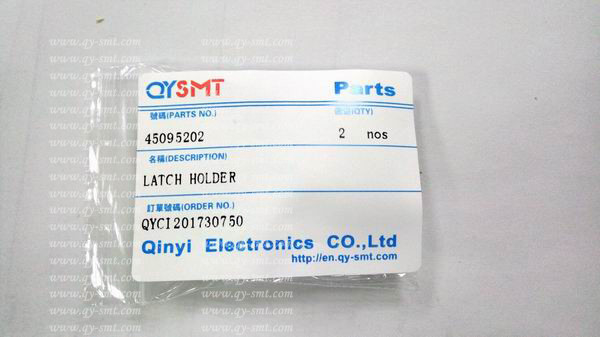 QYSMT Parts
號碼(PARTS NO.) 數量(QTY)
45095202 2 nos
名稱(DESCRIPTION)
LATCH HOLDER
訂單號碼(ORDER NO.)
QYCI201730750
Qinyi Electronics CO.,Ltd
http://en.qy-smt.com
www.qy-smt.com